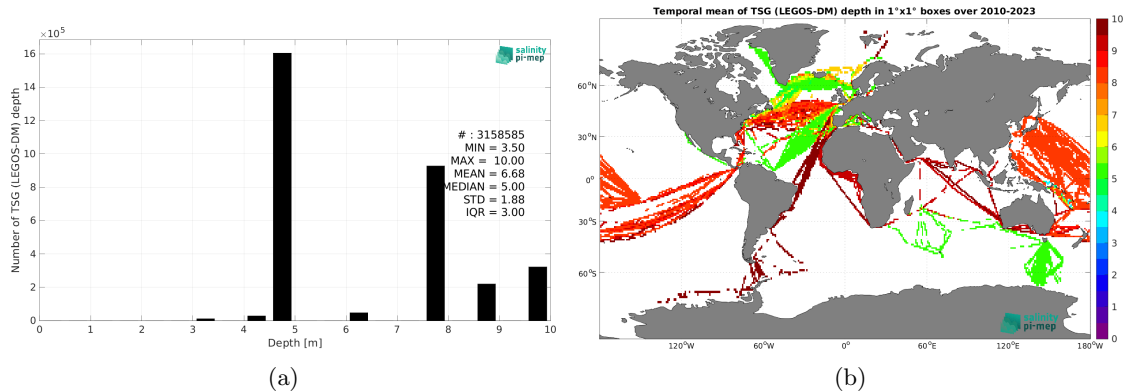 ×10⁵
16
14
12
10
8
6
4
2
0
Number of TSG (LEGOS-DM) depth
salinity
pi-mep
# : 3158585
MIN = 3.50
MAX = 10.00
MEAN = 6.68
MEDIAN = 5.00
STD = 1.88
IQR = 3.00
0 1 2 3 4 5 6 7 8 9 10
Depth [m]
(a)
Temporal mean of TSG (LEGOS-DM) depth in 1°x1° boxes over 2010-2023
60°N
30°N
0°
30°S
60°S
120°W 60°W 0° 60°E 120°E 180°W
10
9
8
7
6
5
4
3
2
1
0
salinity
pi-mep
(b)